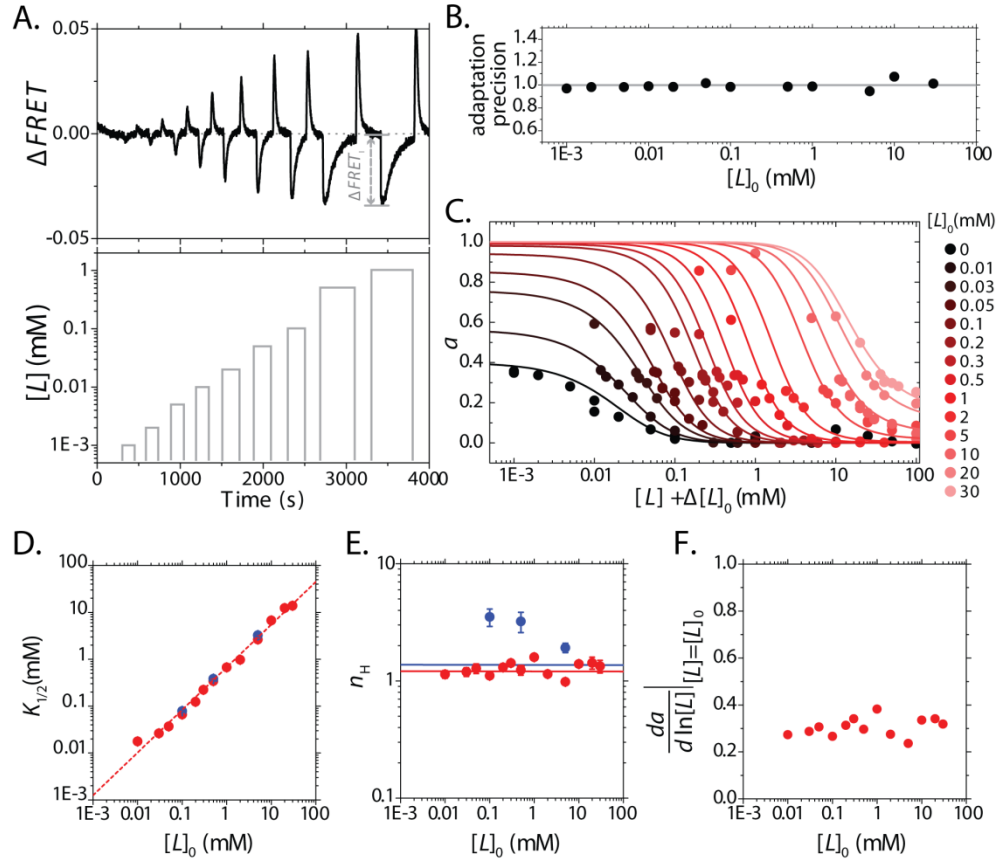 A.
0.05
0.00
-0.05
ΔFRET
ΔFRET_i
1
0.1
0.01
1E-3
[L] (mM)
0 1000 2000 3000 4000
Time (s)
B.
1.4
1.2
1.0
0.8
0.6
adaptation
precision
1E-3 0.01 0.1 1 10 100
[L]₀ (mM)
C.
1.0
0.8
0.6
0.4
0.2
0.0
a
1E-3 0.01 0.1 1 10 100
[L] +Δ[L]₀ (mM)
[L]₀(mM)
0
0.01
0.03
0.05
0.1
0.2
0.3
0.5
1
2
5
10
20
30
D.
100
10
1
0.1
0.01
1E-3
K₁/₂(mM)
1E-3 0.01 0.1 1 10 100
[L]₀ (mM)
E.
10
1
0.1
n_H
1E-3 0.01 0.1 1 10 100
[L]₀ (mM)
F.
1.0
0.8
0.6
0.4
0.2
0.0
da
d ln[L] |[L]=[L]₀
1E-3 0.01 0.1 1 10 100
[L]₀ (mM)